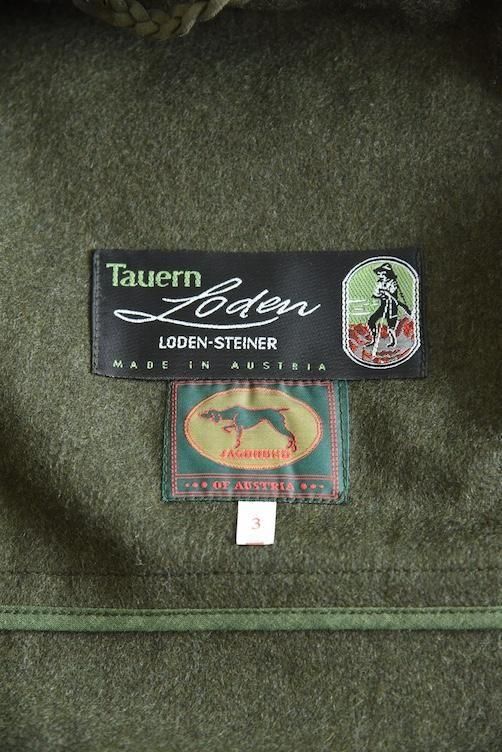 Tauern
Loden
LODEN-STEINER
MADE IN AUSTRIA
JAGDHUND
OF AUSTRIA
3